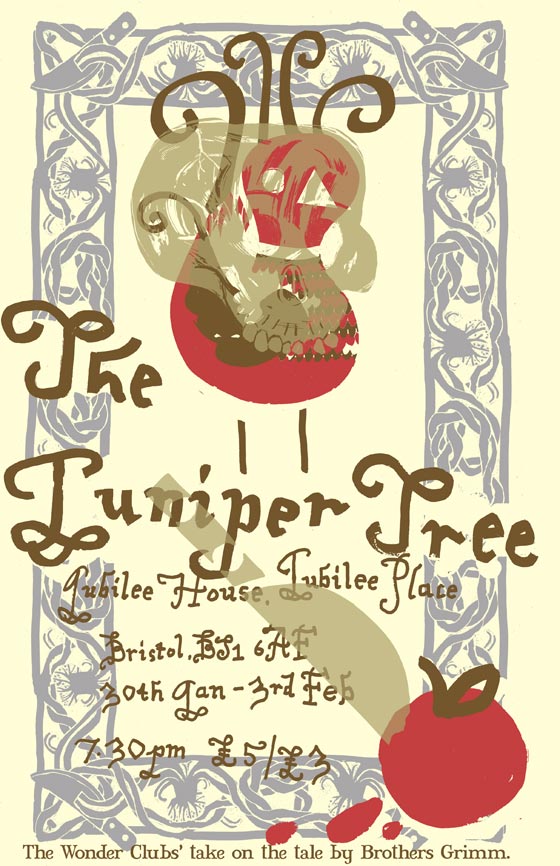 The
Juniper Tree
Jubilee House, Jubilee Place
Bristol, BS1 6AF
30th Jan - 3rd Feb
7.30pm £5/£3
The Wonder Clubs' take on the tale by Brothers Grimm.